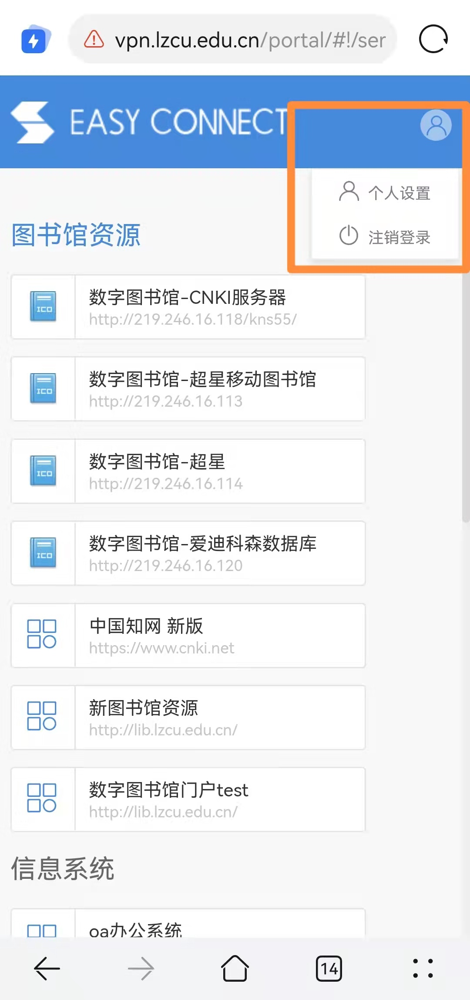 vpn.lzcu.edu.cn/portal/#!/ser
EASY CONNECT
个人设置
注销登录
图书馆资源
数字图书馆-CNKI服务器
http://219.246.16.118/kns55/
数字图书馆-超星移动图书馆
http://219.246.16.113
数字图书馆-超星
http://219.246.16.114
数字图书馆-爱迪科森数据库
http://219.246.16.120
中国知网 新版
https://www.cnki.net
新图书馆资源
http://lib.lzcu.edu.cn/
数字图书馆门户test
http://lib.lzcu.edu.cn/
信息系统
oa办公系统
14